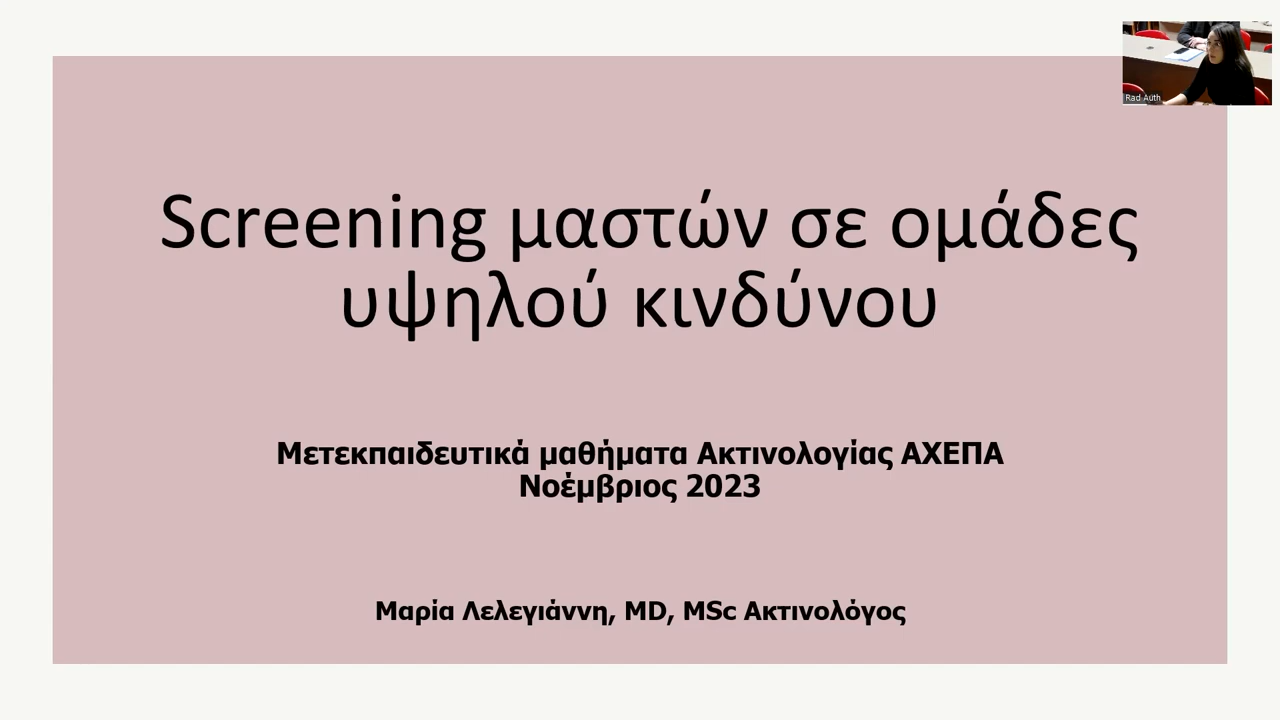 Screening μαστών σε ομάδες
υψηλού κινδύνου
Μετεκπαιδευτικά μαθήματα Ακτινολογίας ΑΧΕΠΑ
Νοέμβριος 2023
Μαρία Λελεγιάννη, MD, MSc Ακτινολόγος
Rad Auth